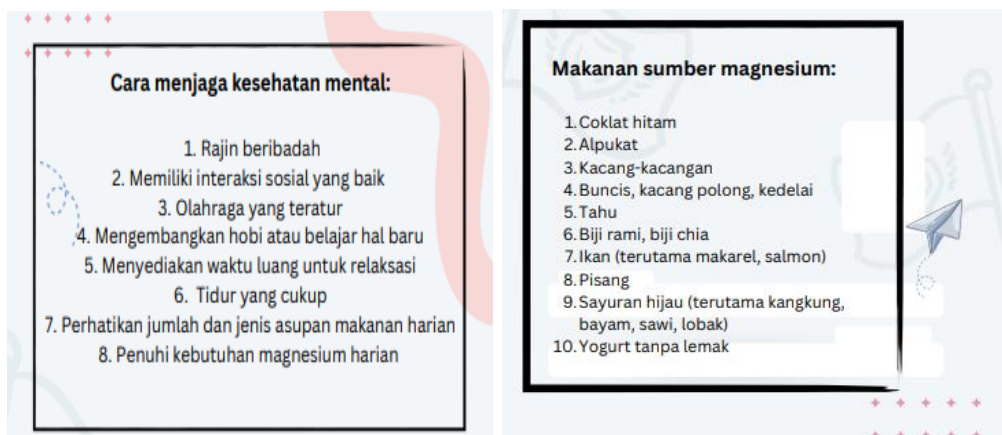 Cara menjaga kesehatan mental:
1. Rajin beribadah
2. Memiliki interaksi sosial yang baik
3. Olahraga yang teratur
4. Mengembangkan hobi atau belajar hal baru
5. Menyediakan waktu luang untuk relaksasi
6. Tidur yang cukup
7. Perhatikan jumlah dan jenis asupan makanan harian
8. Penuhi kebutuhan magnesium harian
Makanan sumber magnesium:
1. Coklat hitam
2. Alpukat
3. Kacang-kacangan
4. Buncis, kacang polong, kedelai
5. Tahu
6. Biji rami, biji chia
7. Ikan (terutama makarel, salmon)
8. Pisang
9. Sayuran hijau (terutama kangkung,
bayam, sawi, lobak)
10. Yogurt tanpa lemak